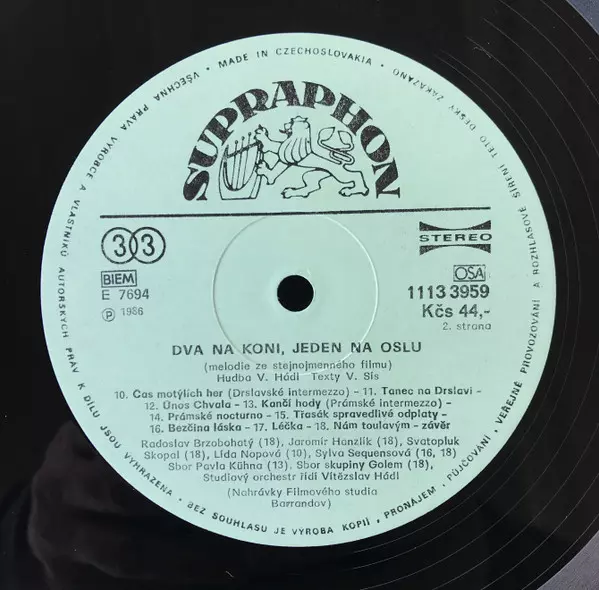 VŠECHNA PRÁVA VÝROBCE A VLASTNÍKŮ AUTORSKÝCH PRÁV K DÍLU JSOU VYHRAZENA •
MADE IN CZECHOSLOVAKIA •
ŠÍŘENÍ TÉTO DESKY ZAKÁZÁNO
BEZ SOUHLASU JE VÝROBA KOPIÍ, PRONÁJEM, PŮJČOVÁNÍ, VEŘEJNÉ PROVOZOVÁNÍ A ROZHLASOVÉ
SUPRAPHON
33
STEREO
BIEM
OSA
E 7694
1113 3959
Ⓟ 1986
Kčs 44,-
2. strana
DVA NA KONI, JEDEN NA OSLU
(melodie ze stejnojmenného filmu)
Hudba V. Hádl Texty V. Sís
10. Čas motýlích her (Drslavské intermezzo) – 11. Tanec na Drslavi –
12. Únos Chvala – 13. Kančí hody (Prámské intermezzo) –
14. Prámské nocturno – 15. Třasák spravedlivé odplaty –
16. Bezčina láska – 17. Léčka – 18. Nám toulavým – závěr
Radoslav Brzobohatý (18), Jaromír Hanzlík (18), Svatopluk
Skopal (18), Lída Nopová (10), Sylva Sequensová (16, 18)
Sbor Pavla Kühna (13), Sbor skupiny Golem (18),
Studiový orchestr řídí Vítězslav Hádl
(Nahrávky Filmového studia
Barrandov)